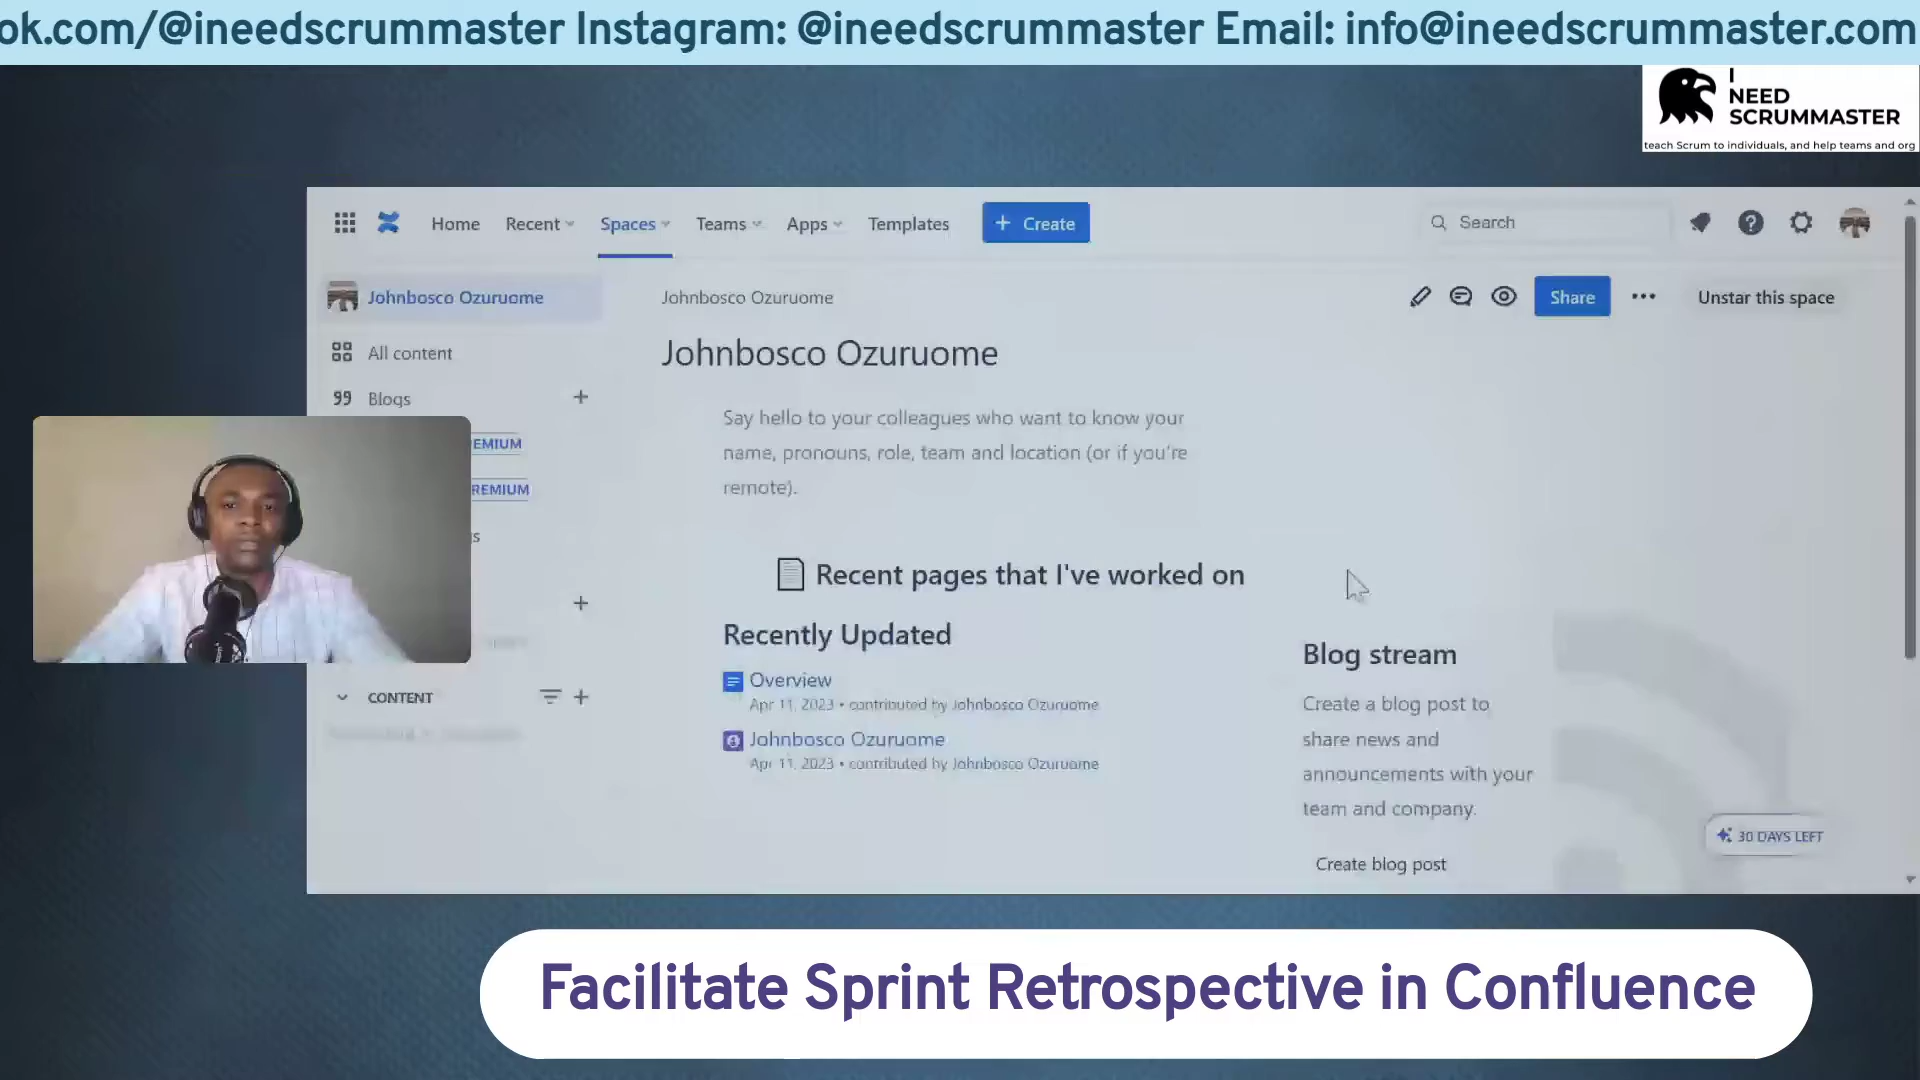 ok.com/@ineedscrummaster Instagram: @ineedscrummaster Email: info@ineedscrummaster.com
I
NEED
SCRUMMASTER
teach Scrum to individuals, and help teams and org
Home Recent Spaces Teams Apps Templates + Create Search
Johnbosco Ozuruome
Johnbosco Ozuruome
Share ••• Unstar this space
All content
Johnbosco Ozuruome
Blogs
Say hello to your colleagues who want to know your
name, pronouns, role, team and location (or if you're
remote).
EMIUM
REMIUM
s
Recent pages that I've worked on
Recently Updated
Overview
Apr 11, 2023 • contributed by Johnbosco Ozuruome
Johnbosco Ozuruome
Apr 11, 2023 • contributed by Johnbosco Ozuruome
CONTENT
Blog stream
Create a blog post to
share news and
announcements with your
team and company.
Create blog post
30 DAYS LEFT
Facilitate Sprint Retrospective in Confluence